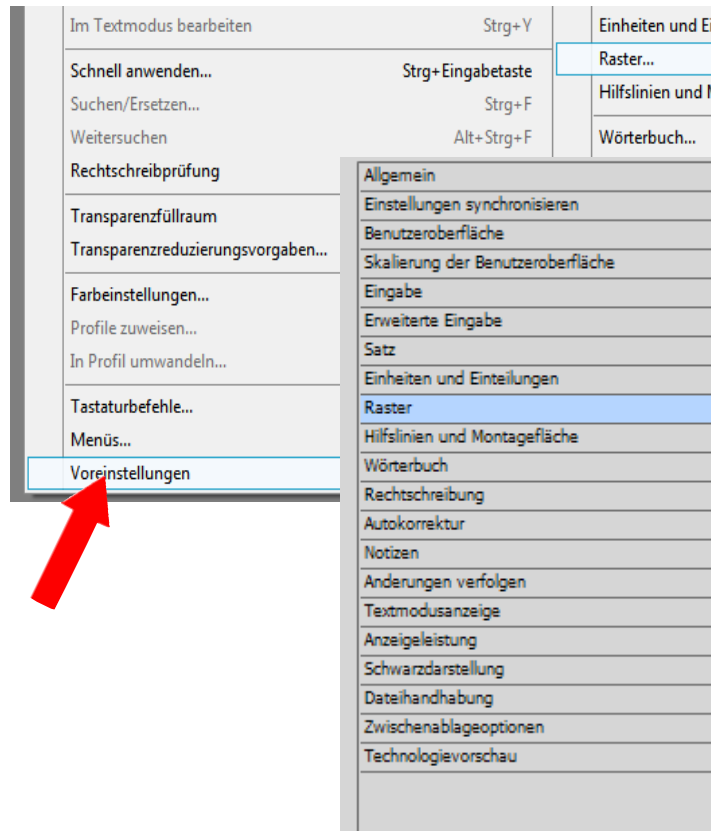 Im Textmodus bearbeiten Strg+Y
Schnell anwenden... Strg+Eingabetaste
Suchen/Ersetzen... Strg+F
Weitersuchen Alt+Strg+F
Rechtschreibprüfung
Transparenzfüllraum
Transparenzreduzierungsvorgaben...
Farbeinstellungen...
Profile zuweisen...
In Profil umwandeln...
Tastaturbefehle...
Menüs...
Voreinstellungen
Einheiten und
Raster...
Hilfslinien und
Wörterbuch...
Allgemein
Einstellungen synchronisieren
Benutzeroberfläche
Skalierung der Benutzeroberfläche
Eingabe
Erweiterte Eingabe
Satz
Einheiten und Einteilungen
Raster
Hilfslinien und Montagefläche
Wörterbuch
Rechtschreibung
Autokorrektur
Notizen
Änderungen verfolgen
Textmodusanzeige
Anzeigeleistung
Schwarzdarstellung
Dateihandhabung
Zwischenablageoptionen
Technologievorschau